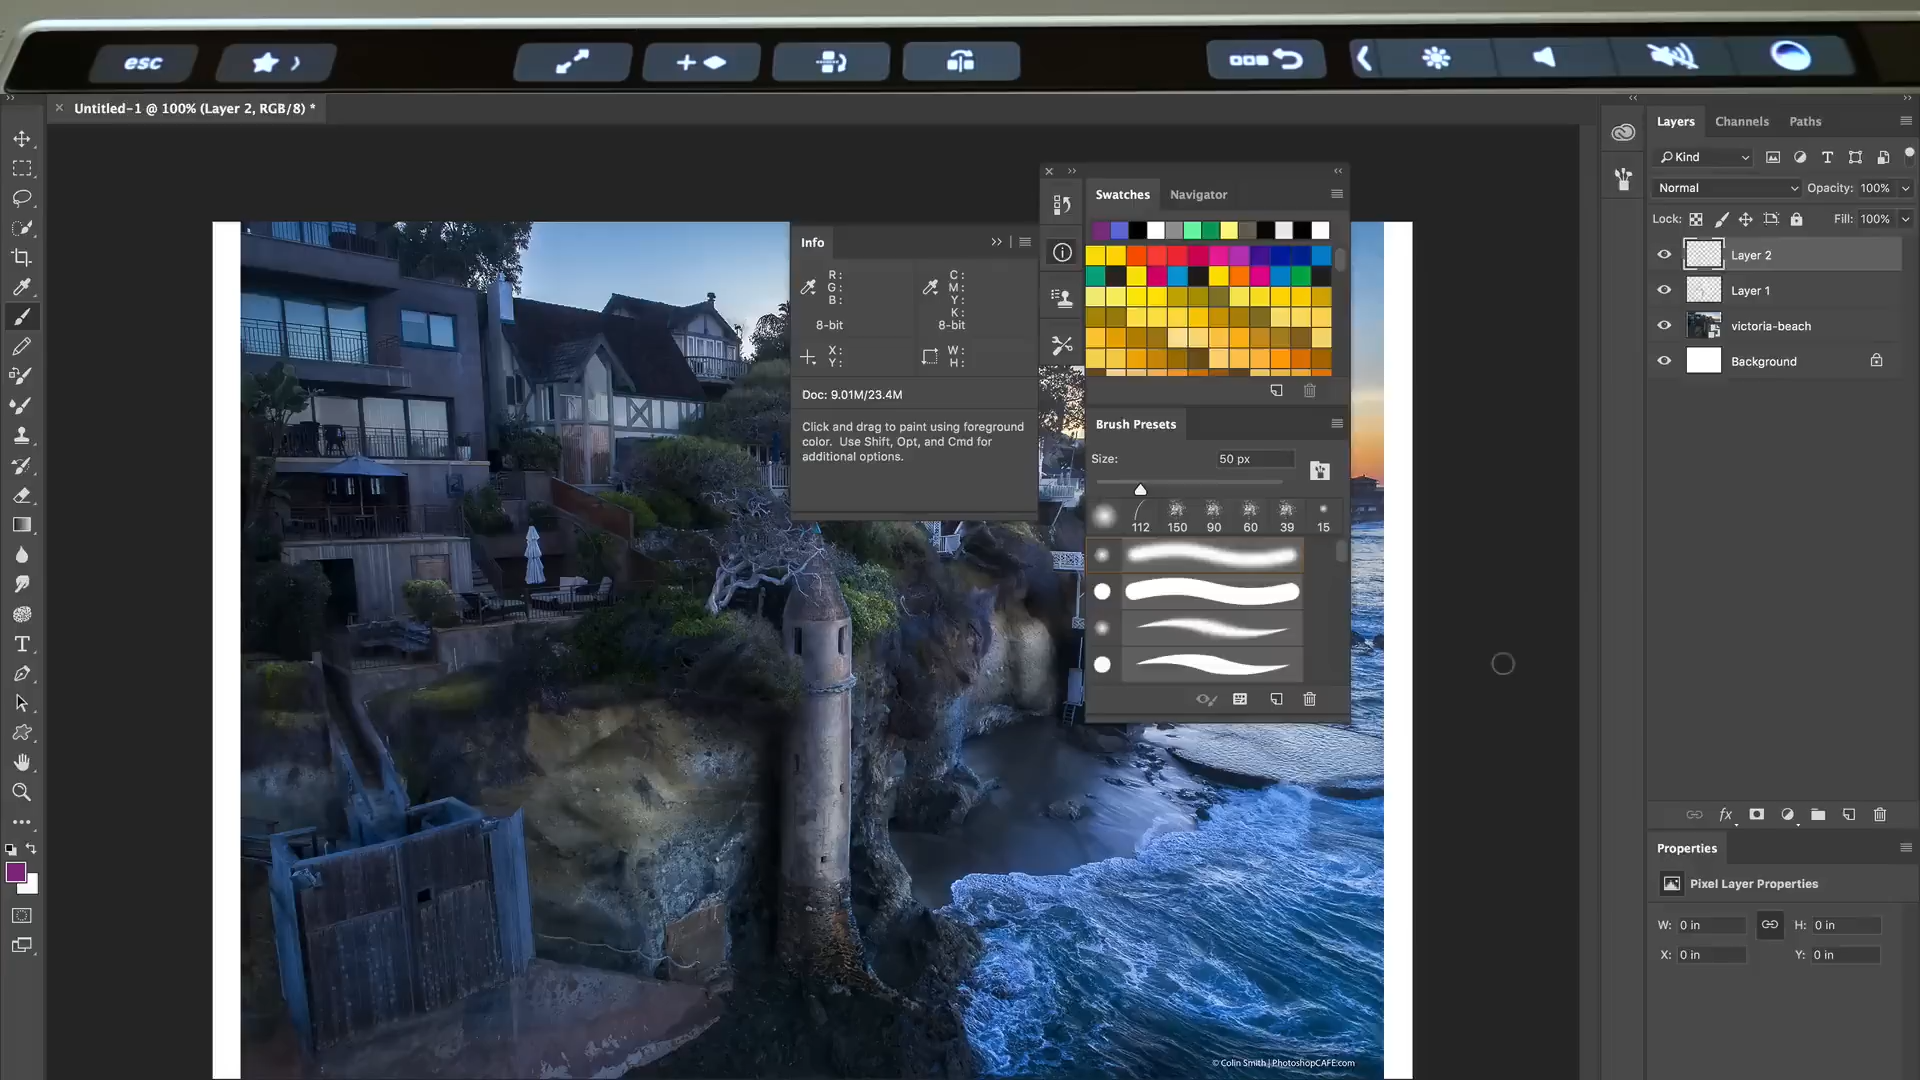 esc
Untitled-1 @ 100% (Layer 2, RGB/8) *
Layers
Channels
Paths
Kind
Normal
Opacity: 100%
Lock:
Fill: 100%
Layer 2
Layer 1
victoria-beach
Background
Swatches
Navigator
Info
R:
G:
B:
8-bit
C:
M:
Y:
K:
8-bit
X:
Y:
W:
H:
Doc: 9.01M/23.4M
Click and drag to paint using foreground
color. Use Shift, Opt, and Cmd for
additional options.
Brush Presets
Size:
50 px
112
150
90
60
39
15
fx
Properties
Pixel Layer Properties
W: 0 in
H: 0 in
X: 0 in
Y: 0 in
© Colin Smith | PhotoshopCAFE.com